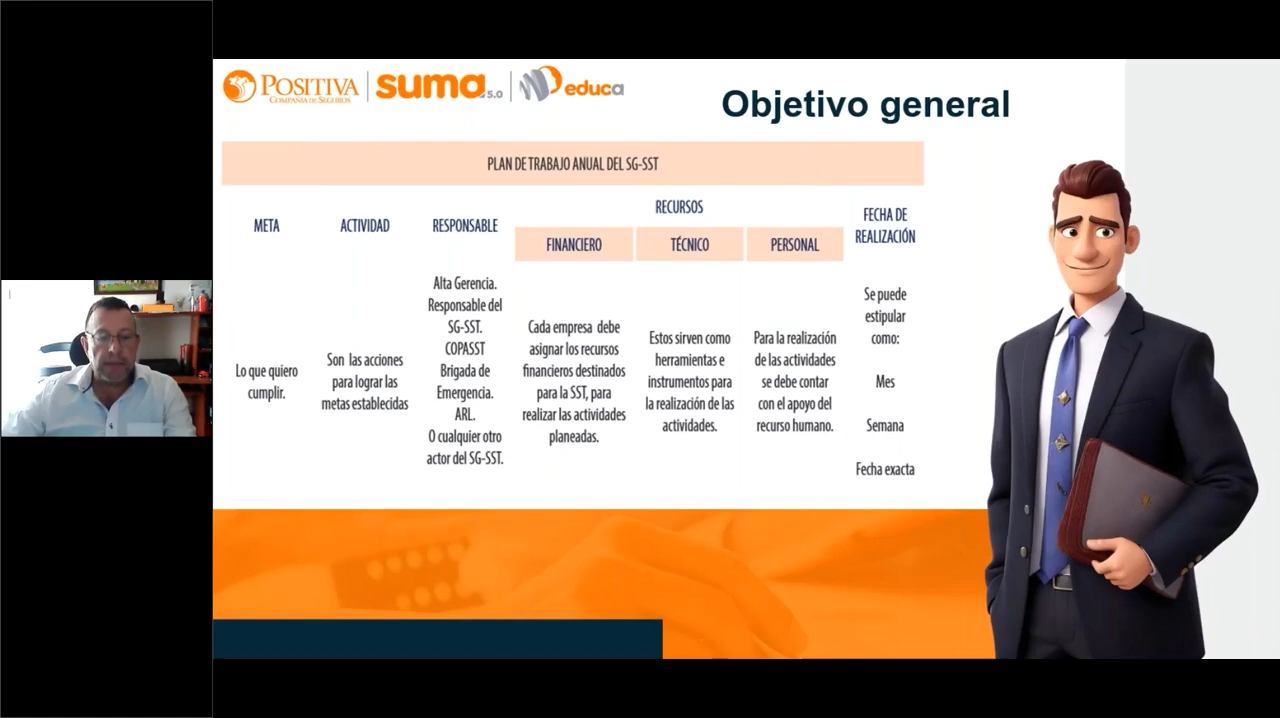 POSITIVA
COMPAÑÍA DE SEGUROS
suma 5.0
educa
Objetivo general
PLAN DE TRABAJO ANUAL DEL SG-SST
META
ACTIVIDAD
RESPONSABLE
RECURSOS
FINANCIERO
TÉCNICO
PERSONAL
FECHA DE
REALIZACIÓN
Lo que quiero
cumplir.
Son las acciones
para lograr las
metas establecidas
Alta Gerencia.
Responsable del
SG-SST.
COPASST
Brigada de
Emergencia.
ARL.
O cualquier otro
actor del SG-SST.
Cada empresa debe
asignar los recursos
financieros destinados
para la SST, para
realizar las actividades
planeadas.
Estos sirven como
herramientas e
instrumentos para
la realización de las
actividades.
Para la realización
de las actividades
se debe contar
con el apoyo del
recurso humano.
Se puede
estipular
como:
Mes
Semana
Fecha exacta